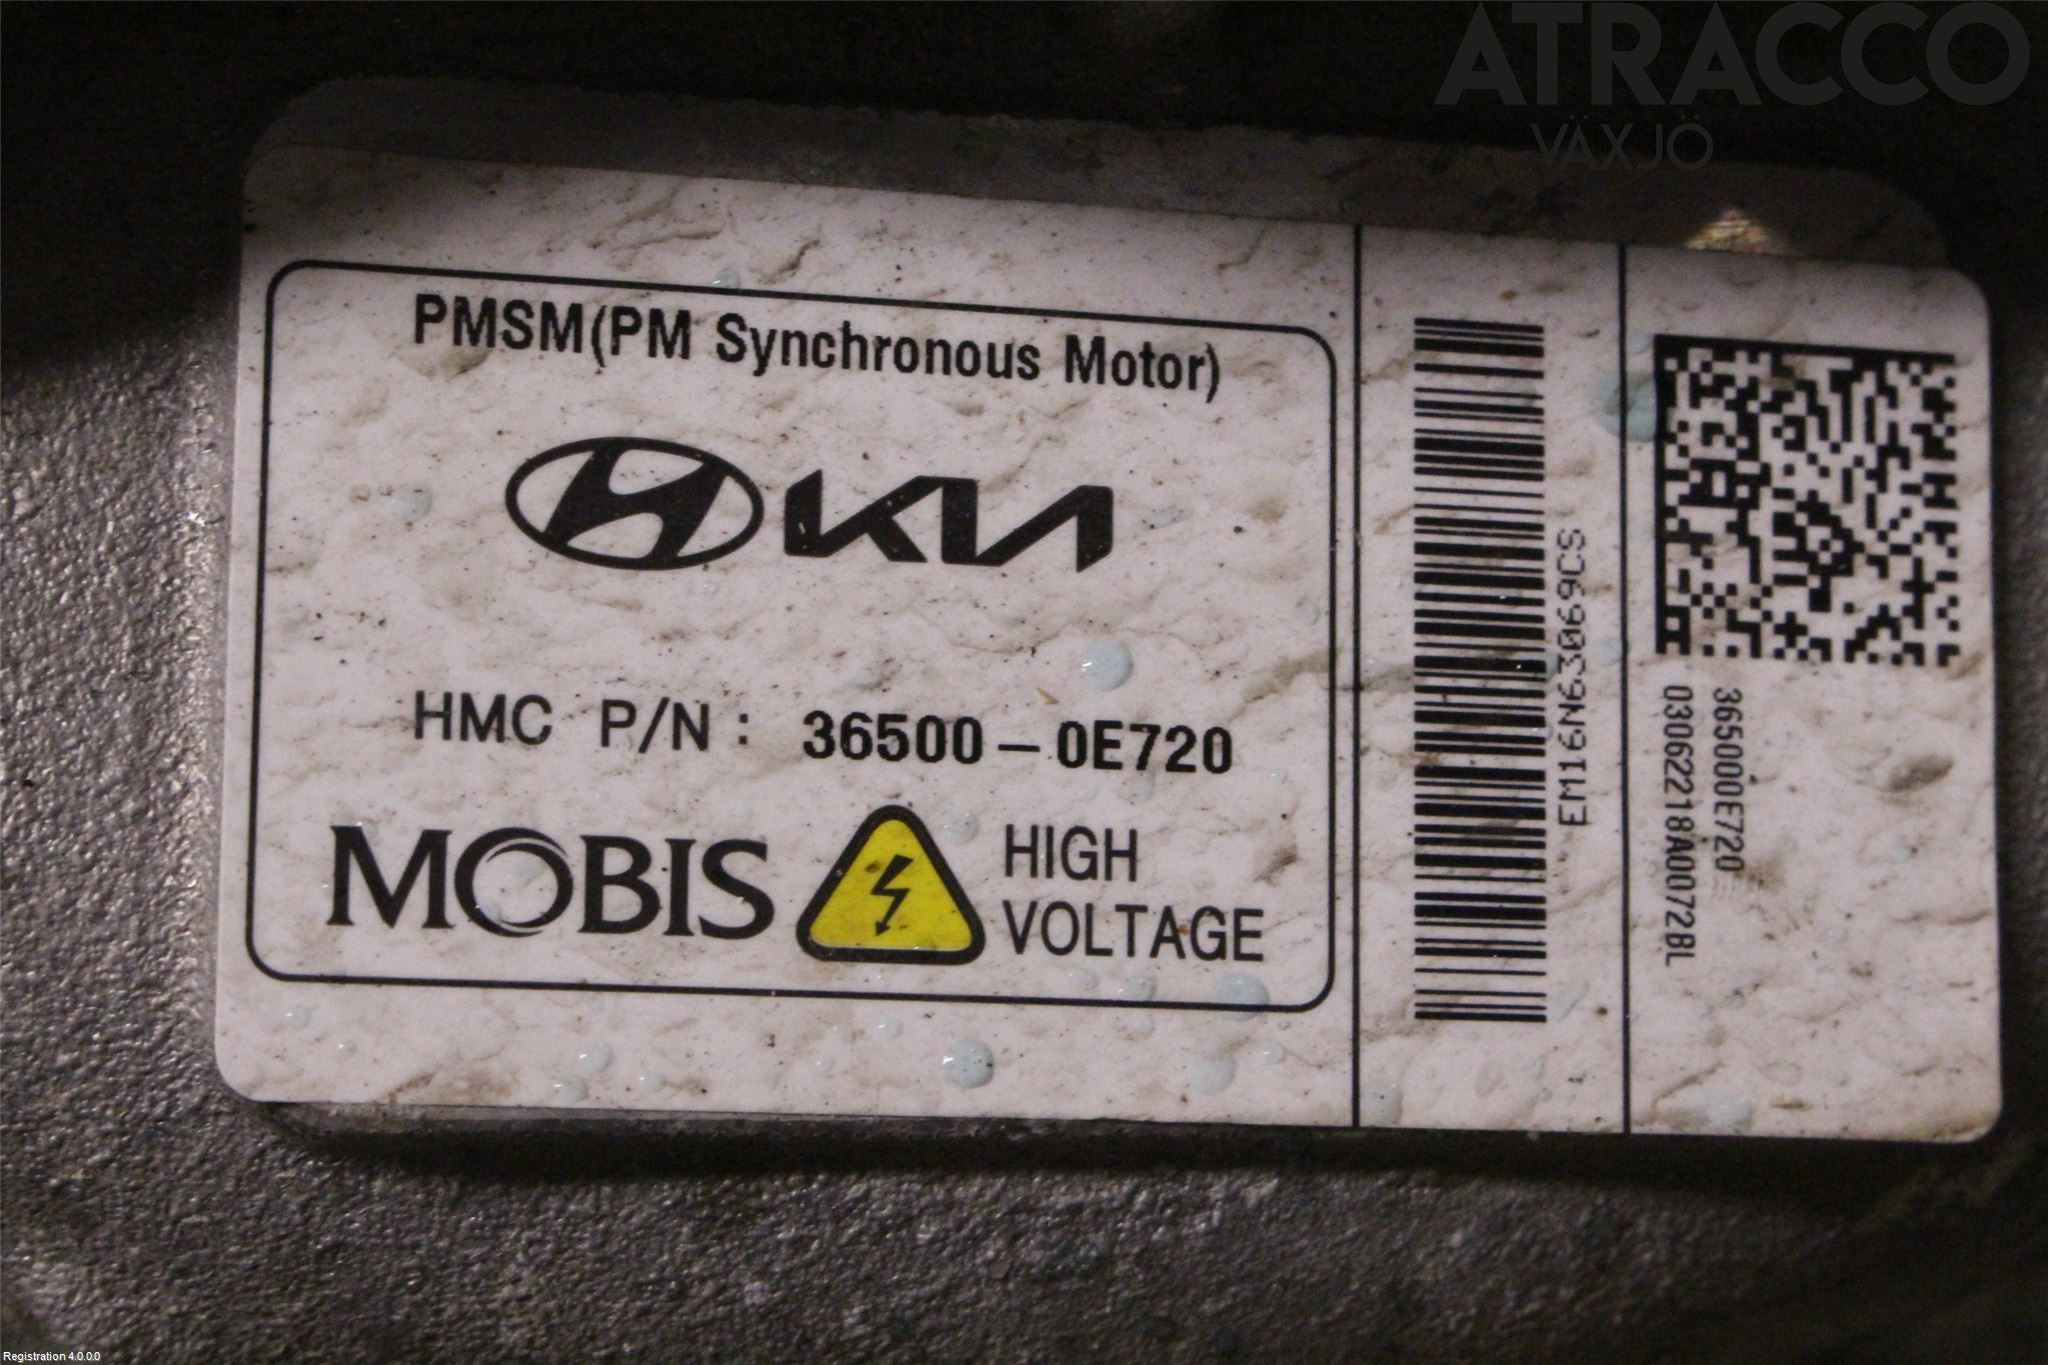 ATRACCO
VÄXJÖ
PMSM(PM Synchronous Motor)
KIA
HMC P/N: 36500-0E720
MOBIS
HIGH
VOLTAGE
EM16N63069CS
365000E720
03062218A0072BL
Registration 4.0.0.0